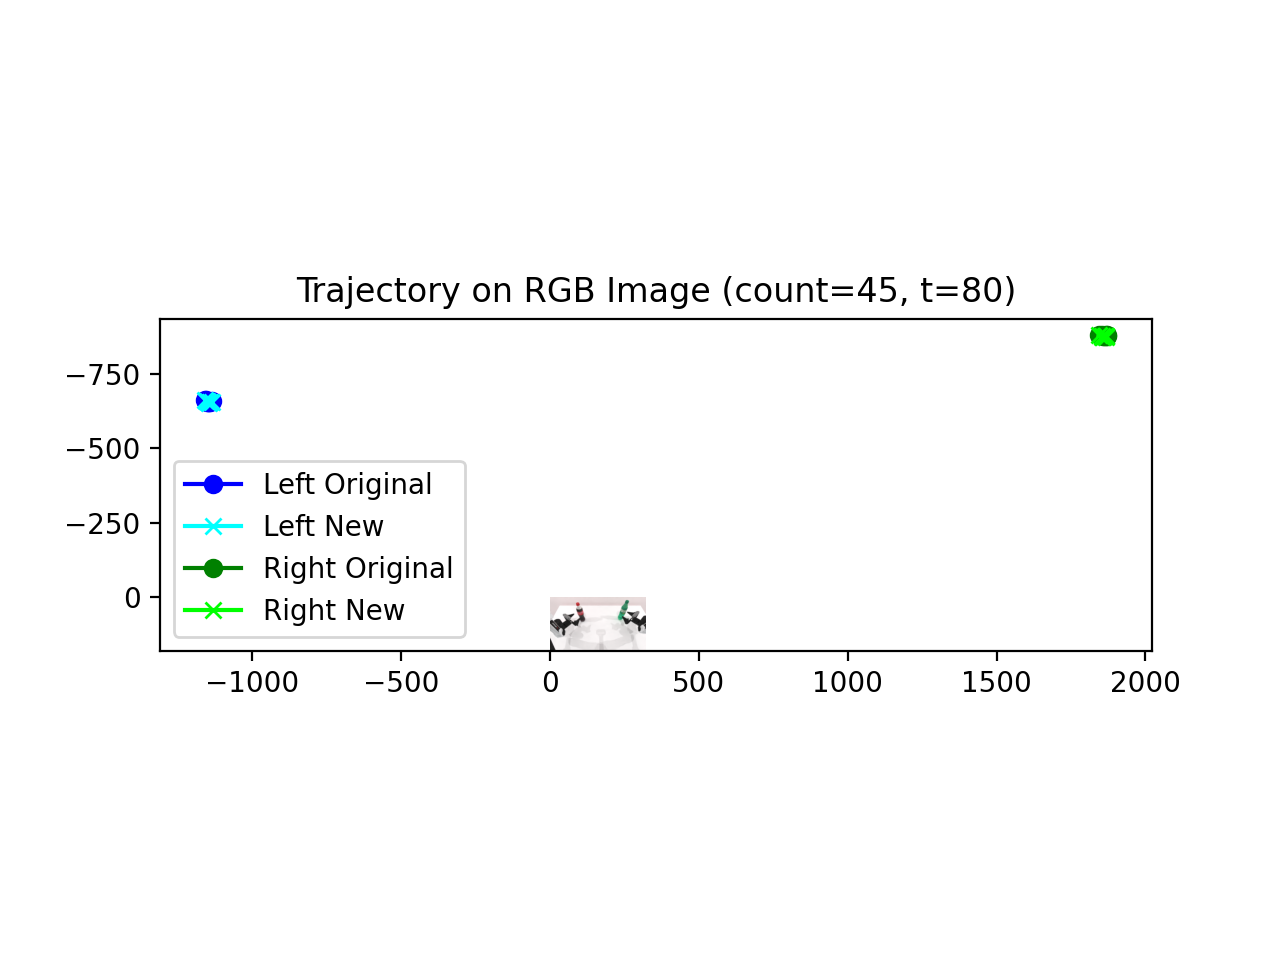 Trajectory on RGB Image (count=45, t=80)
−750
−500
−250
0
Left Original
Left New
Right Original
Right New
−1000
−500
0
500
1000
1500
2000